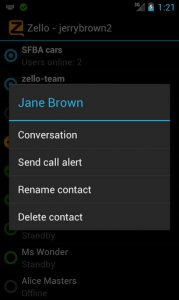 1:21
Zello - jerrybrown2
SFBA cars
Users online: 2
zello-team
Jane Brown
Conversation
Send call alert
Rename contact
Delete contact
Standby
Ms Wonder
Standby
Alice Masters
Offline